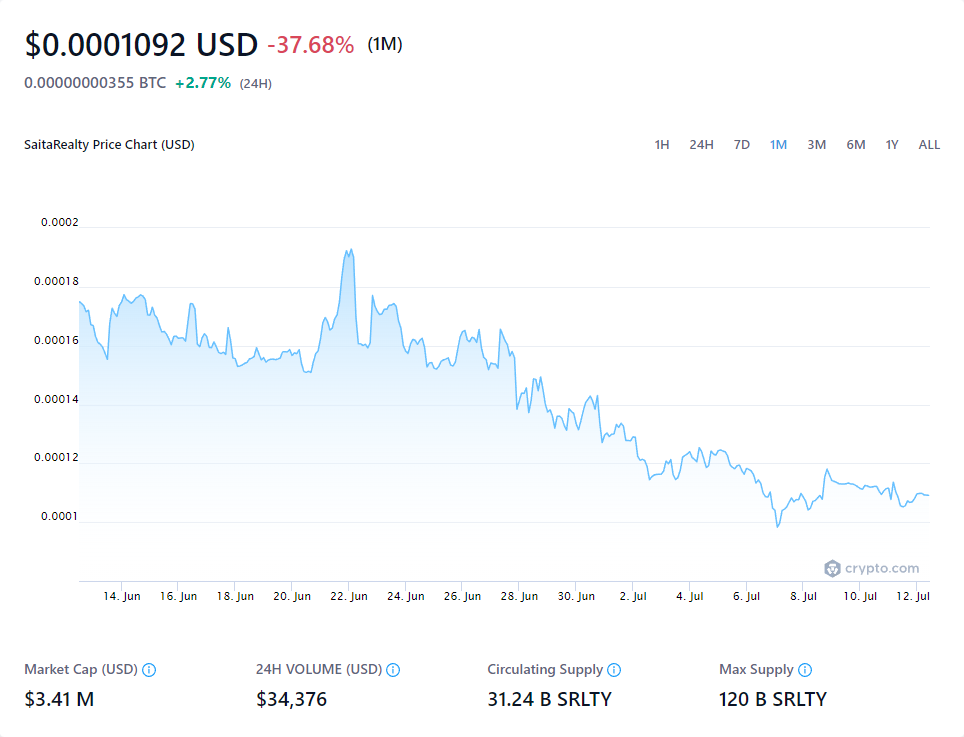 $0.0001092 USD -37.68% (1M)
0.00000000355 BTC +2.77% (24H)
SaitaRealty Price Chart (USD) 1H 24H 7D 1M 3M 6M 1Y ALL
0.0002
0.00018
0.00016
0.00014
0.00012
0.0001
crypto.com
14. Jun 16. Jun 18. Jun 20. Jun 22. Jun 24. Jun 26. Jun 28. Jun 30. Jun 2. Jul 4. Jul 6. Jul 8. Jul 10. Jul 12. Jul
Market Cap (USD) 24H VOLUME (USD) Circulating Supply Max Supply
$3.41 M $34,376 31.24 B SRLTY 120 B SRLTY